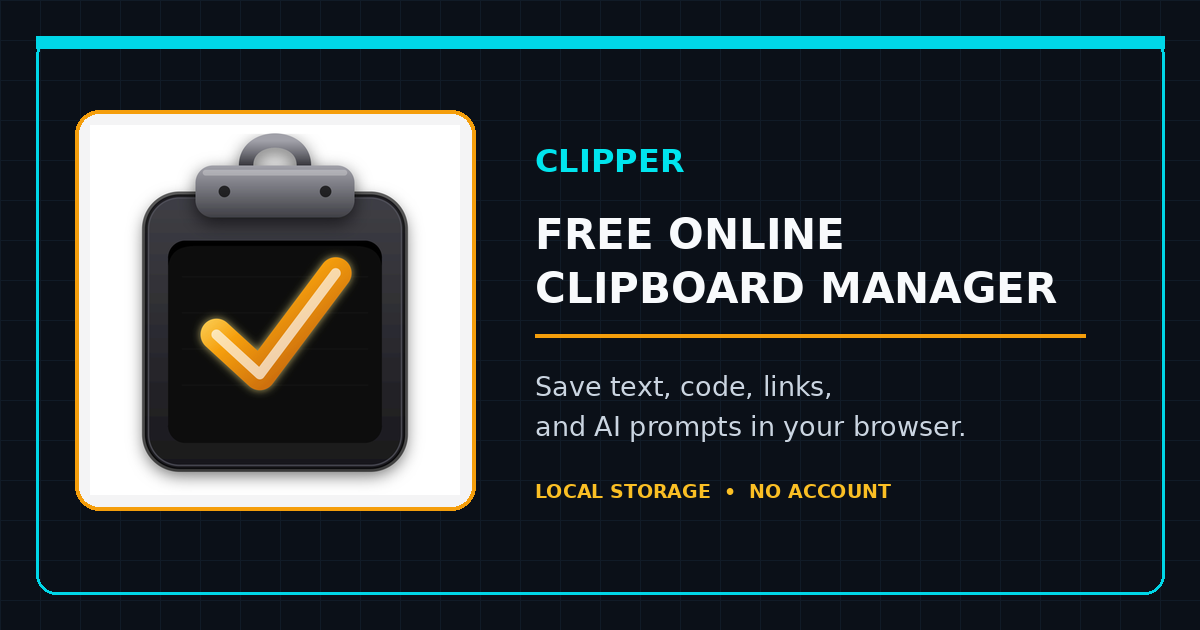 CLIPPER
FREE ONLINE
CLIPBOARD MANAGER
Save text, code, links,
and AI prompts in your browser.
LOCAL STORAGE • NO ACCOUNT